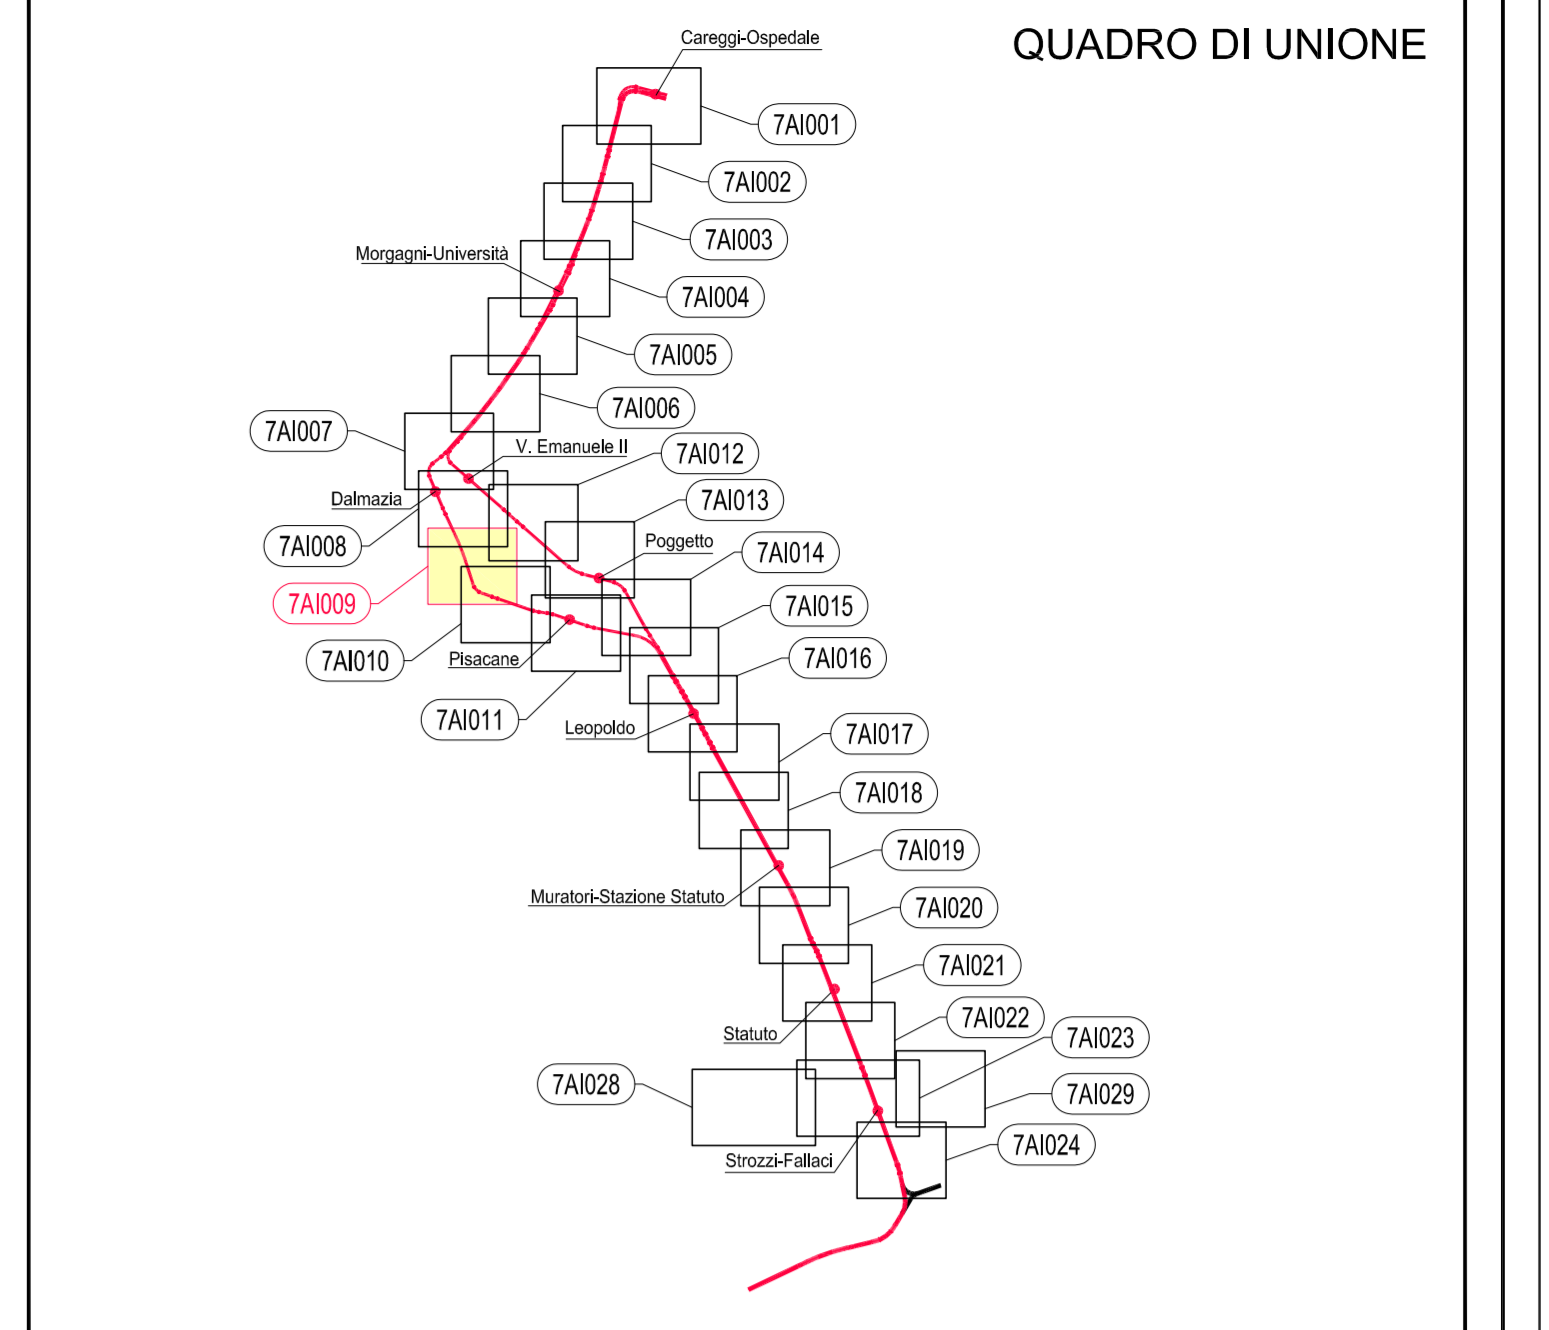 QUADRO DI UNIONE
Careggi-Ospedale
7AI001
7AI002
7AI003
Morgagni-Università
7AI004
7AI005
7AI006
7AI007
V. Emanuele II
7AI012
Dalmazia
7AI013
7AI008
Poggetto
7AI014
7AI009
7AI015
7AI010
Pisacane
7AI016
7AI011
Leopoldo
7AI017
7AI018
7AI019
Muratori-Stazione Statuto
7AI020
7AI021
Statuto
7AI022
7AI023
7AI028
7AI029
Strozzi-Fallaci
7AI024